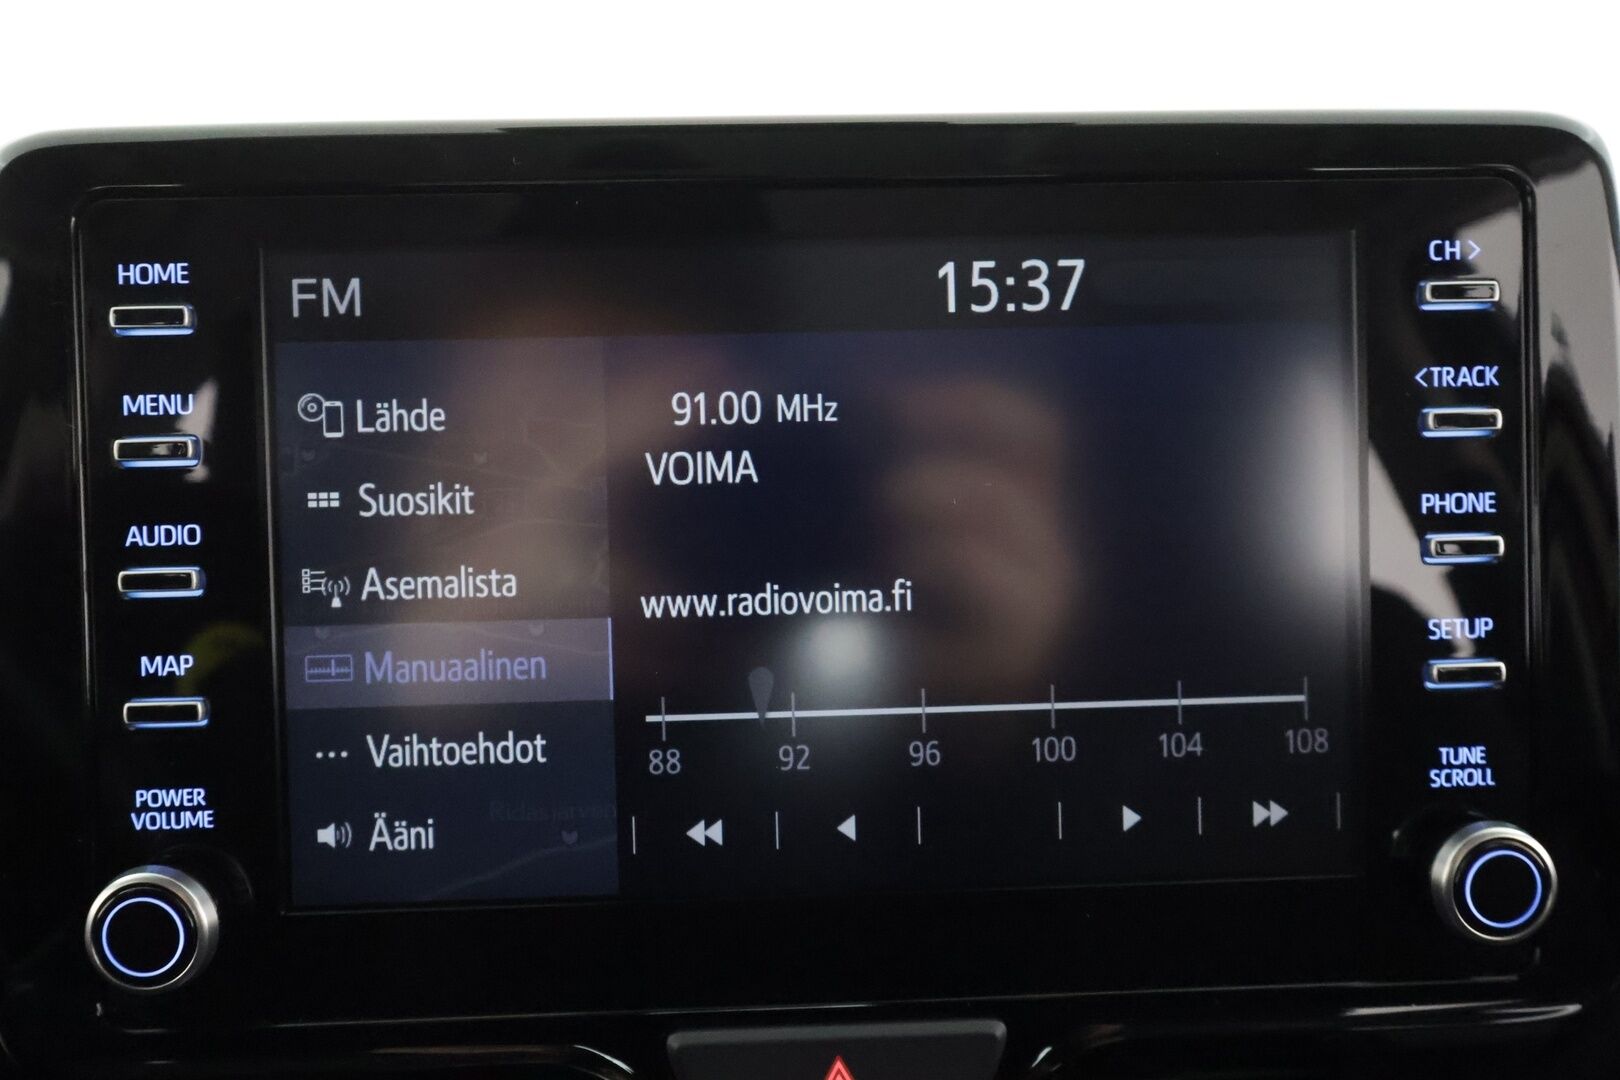 HOME
MENU
AUDIO
MAP
POWER
VOLUME
FM
15:37
Lähde
Suosikit
Asemalista
Manuaalinen
Vaihtoehdot
Ääni
91.00 MHz
VOIMA
www.radiovoima.fi
88 92 96 100 104 108
CH >
<TRACK
PHONE
SETUP
TUNE
SCROLL